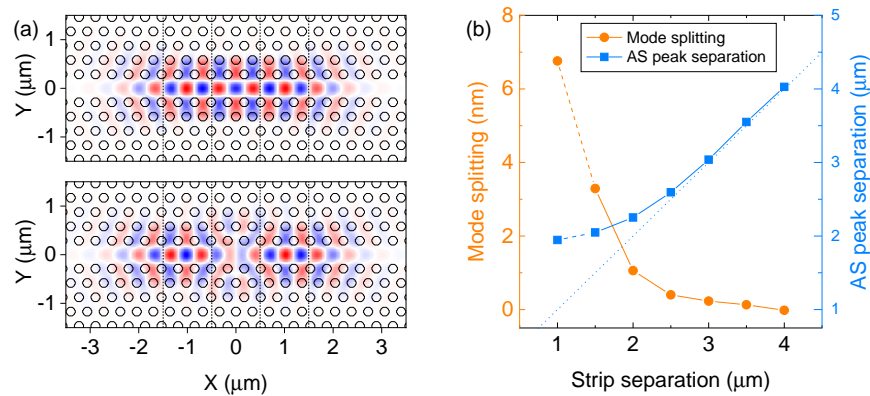 (a)
1
0
-1
Y (μm)
1
0
-1
Y (μm)
-3 -2 -1 0 1 2 3
X (μm)
(b)
8
6
4
2
0
Mode splitting (nm)
Mode splitting
AS peak separation
5
4
3
2
1
AS peak separation (μm)
1 2 3 4
Strip separation (μm)